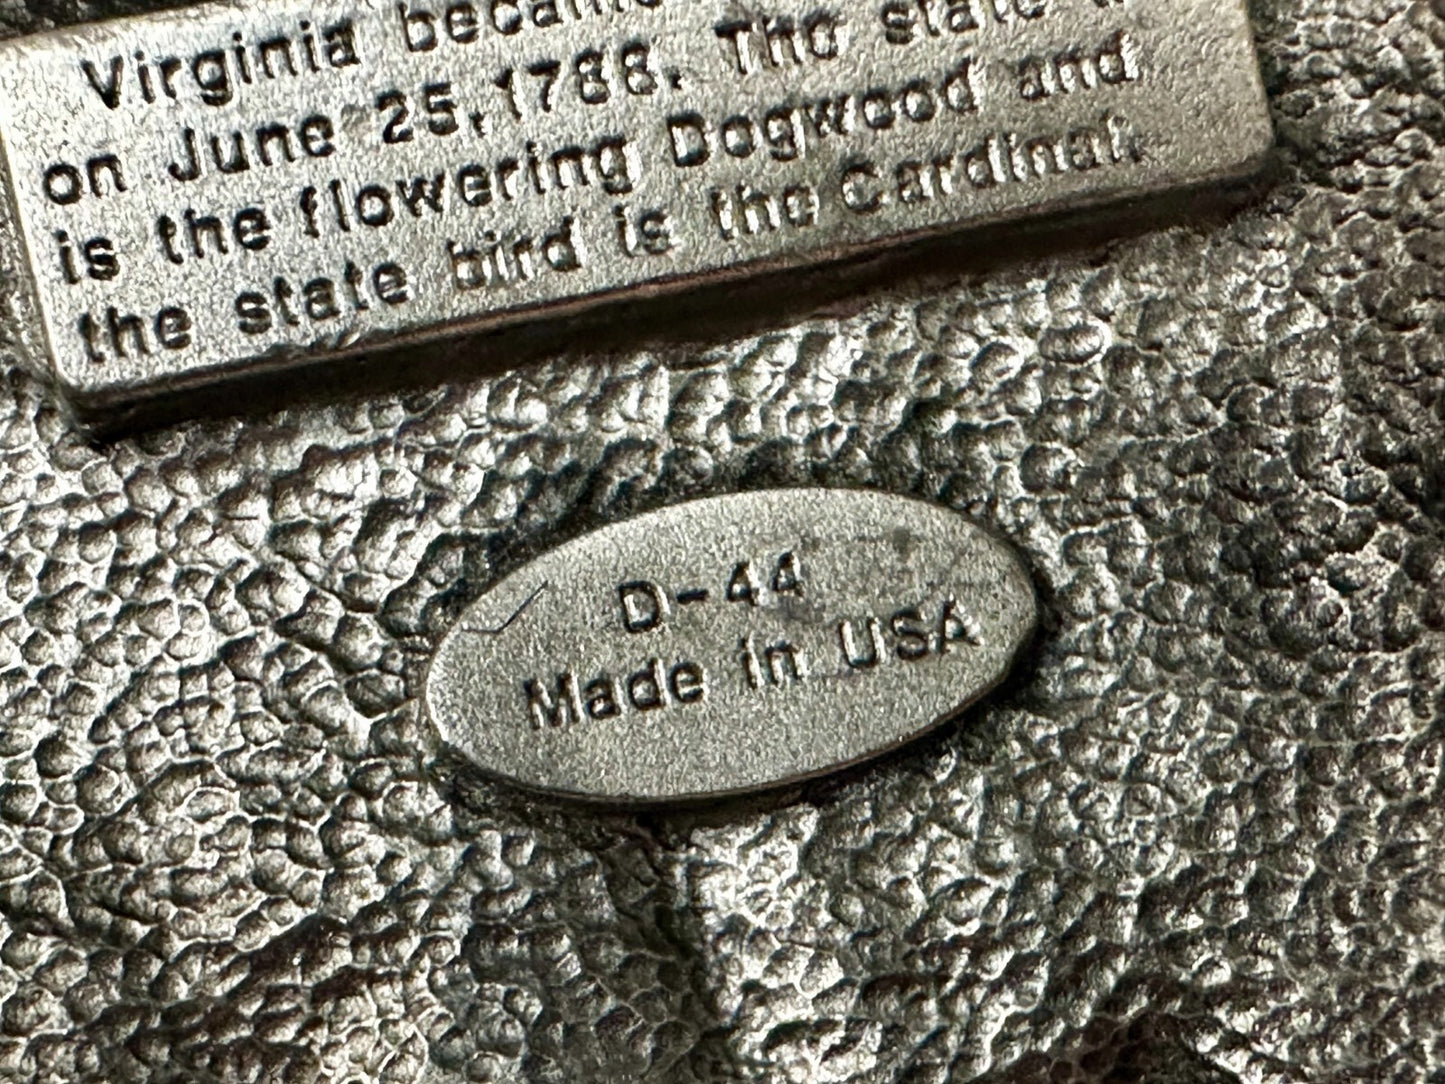 Virginia became
on June 25, 1788. The state
is the flowering Dogwood and
the state bird is the Cardinal.
D-44
Made in USA